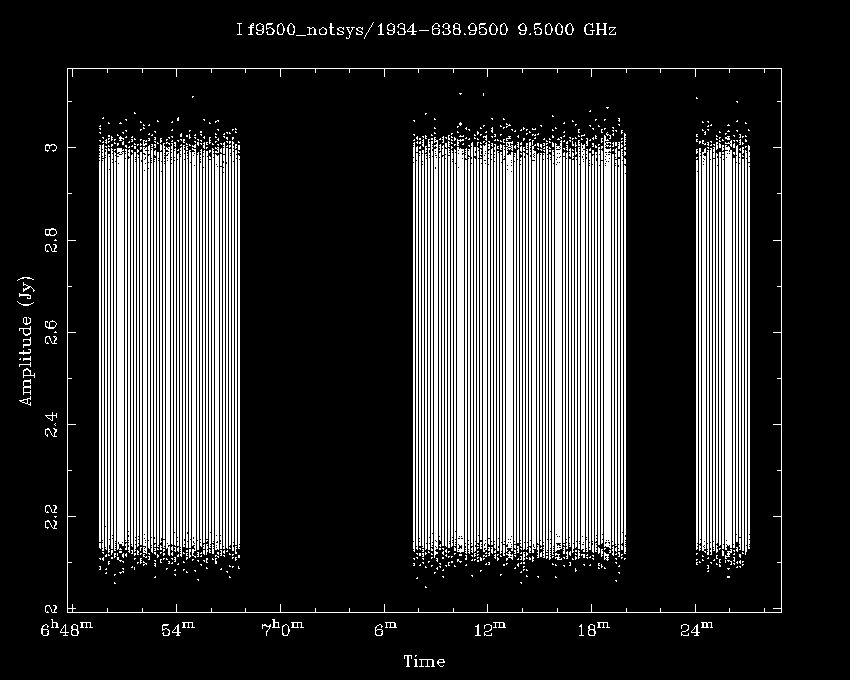 I f9500_notsys/1934-638.9500 9.5000 GHz
Amplitude (Jy)
3
2.8
2.6
2.4
2.2
2
6ʰ48ᵐ 54ᵐ 7ʰ0ᵐ 6ᵐ 12ᵐ 18ᵐ 24ᵐ
Time